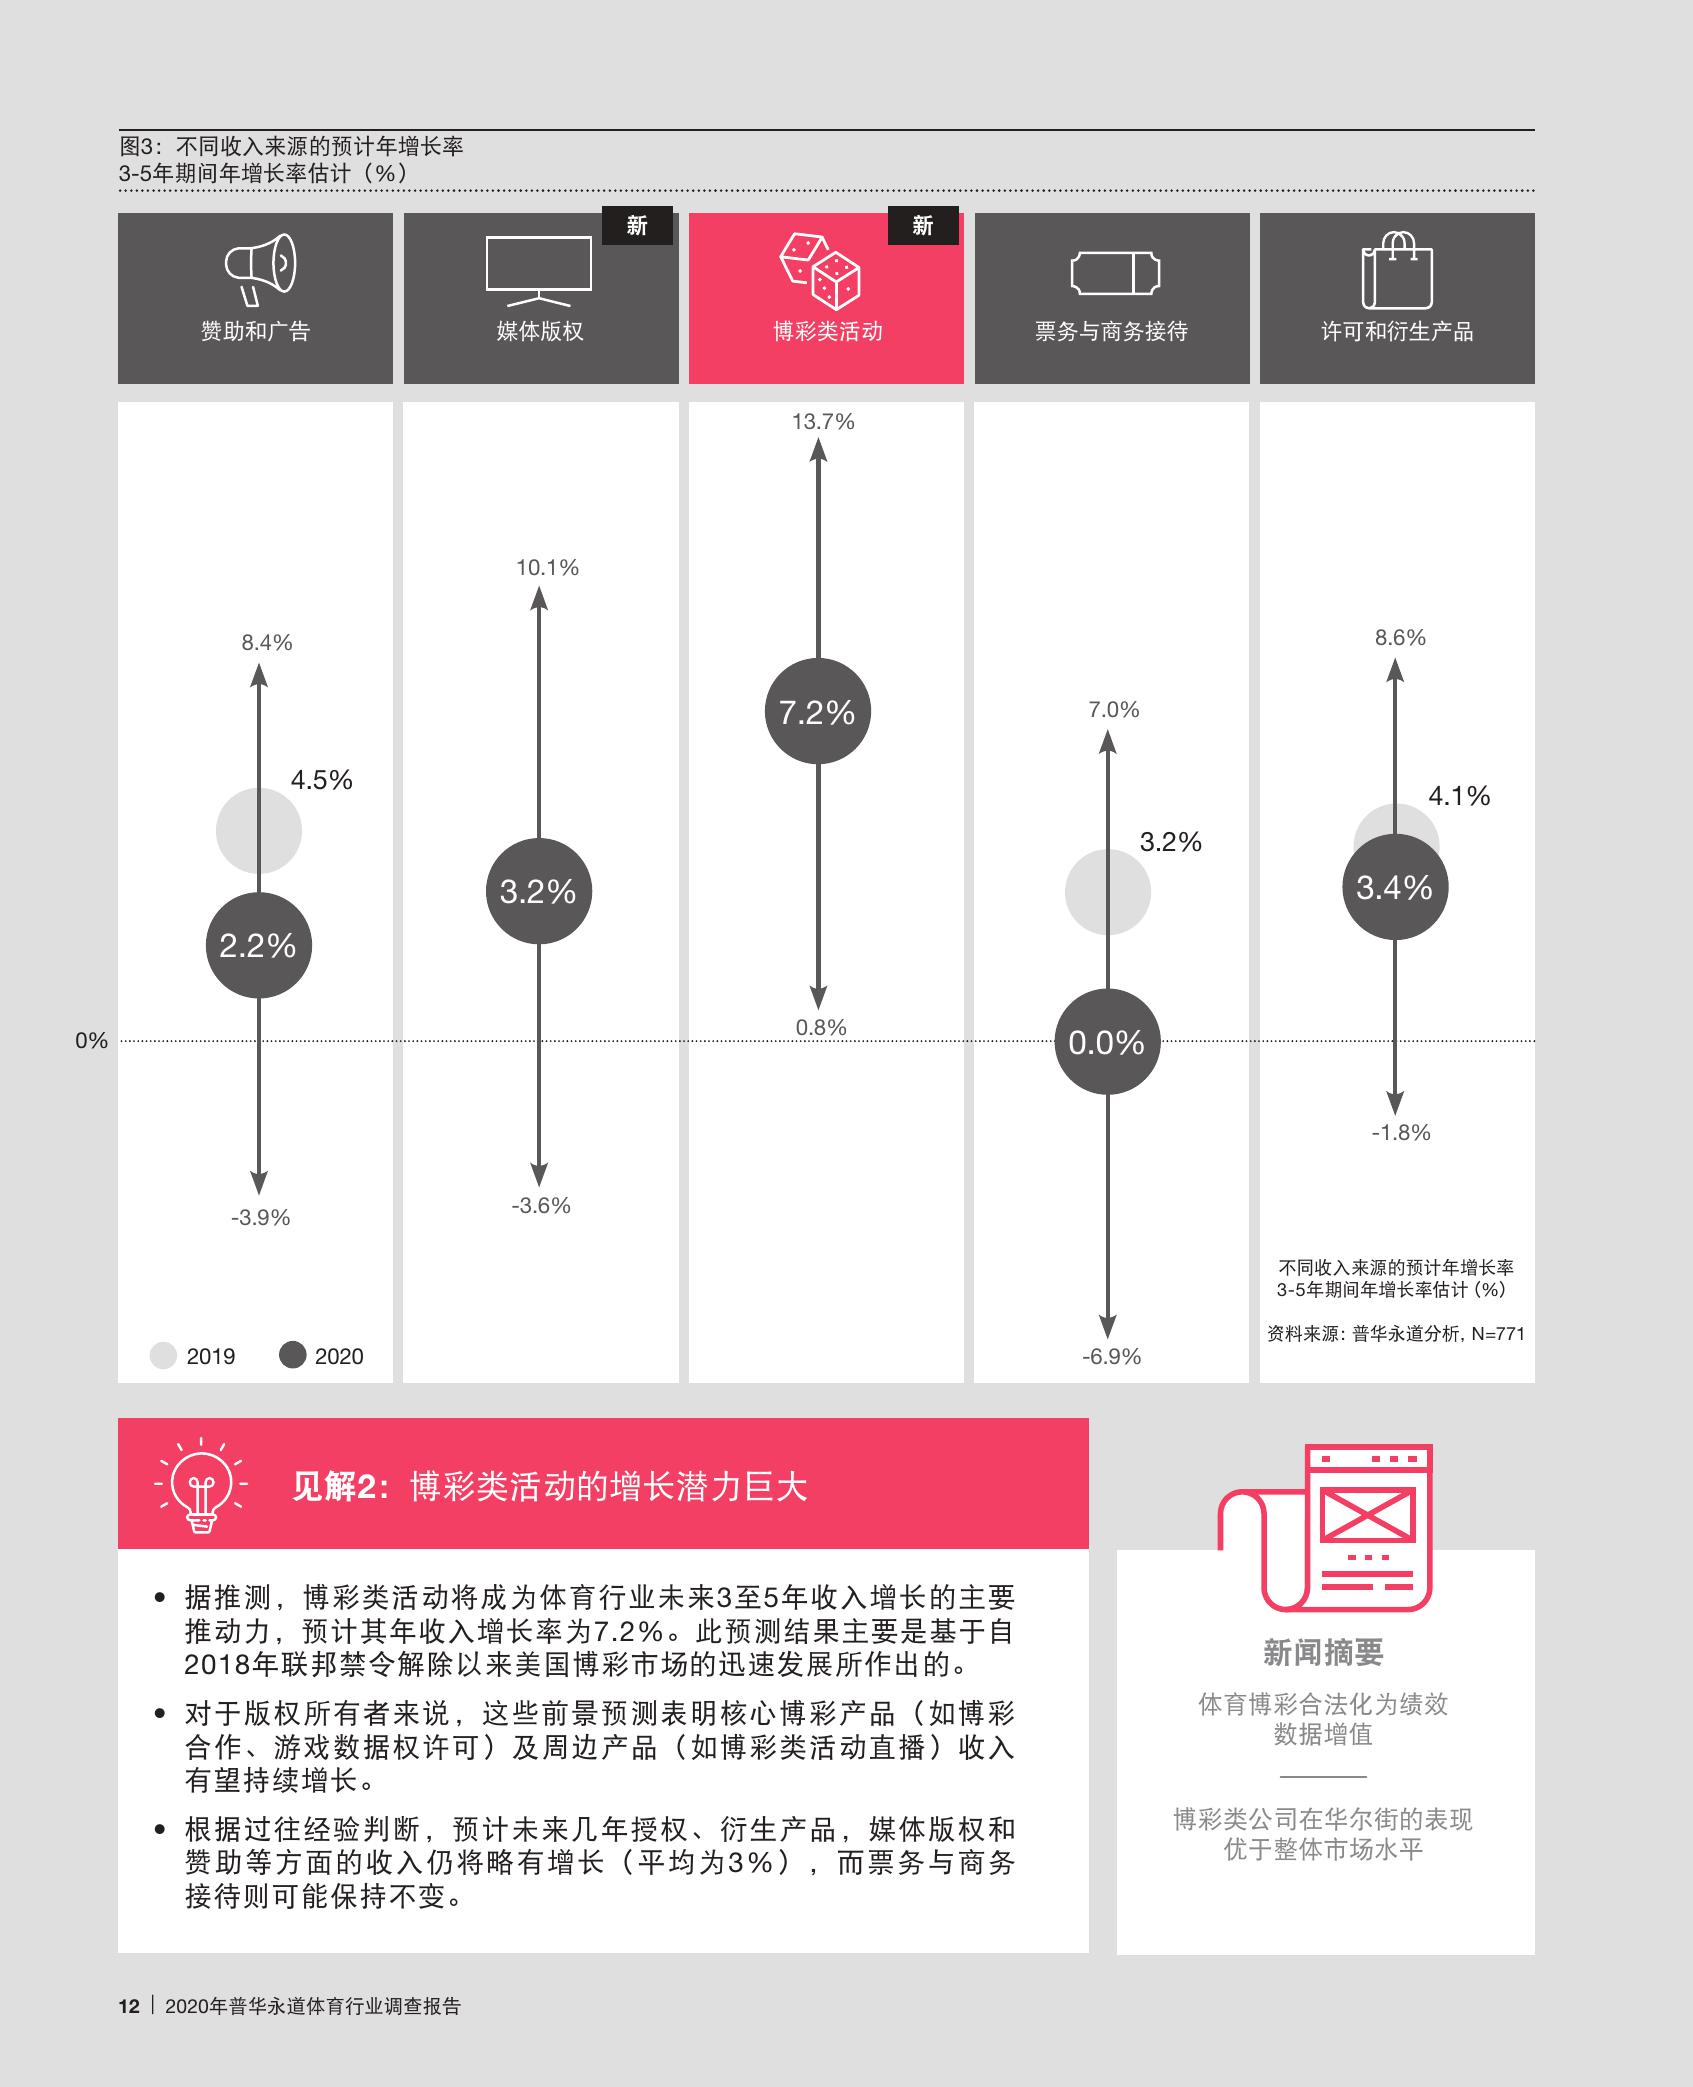 图3：不同收入来源的预计年增长率
3-5年期间年增长率估计（%）
新
新
赞助和广告
媒体版权
博彩类活动
票务与商务接待
许可和衍生产品
13.7%
10.1%
8.4%
8.6%
7.2%
7.0%
4.5%
4.1%
3.2%
3.2%
3.4%
2.2%
0.8%
0%
0.0%
-1.8%
-3.6%
-3.9%
-6.9%
不同收入来源的预计年增长率
3-5年期间年增长率估计 (%)
资料来源: 普华永道分析, N=771
2019
2020
见解2：博彩类活动的增长潜力巨大
• 据推测，博彩类活动将成为体育行业未来3至5年收入增长的主要
推动力，预计其年收入增长率为7.2%。此预测结果主要是基于自
2018年联邦禁令解除以来美国博彩市场的迅速发展所作出的。
• 对于版权所有者来说，这些前景预测表明核心博彩产品（如博彩
合作、游戏数据权许可）及周边产品（如博彩类活动直播）收入
有望持续增长。
• 根据过往经验判断，预计未来几年授权、衍生产品，媒体版权和
赞助等方面的收入仍将略有增长（平均为3%），而票务与商务
接待则可能保持不变。
新闻摘要
体育博彩合法化为绩效
数据增值
博彩类公司在华尔街的表现
优于整体市场水平
12 | 2020年普华永道体育行业调查报告